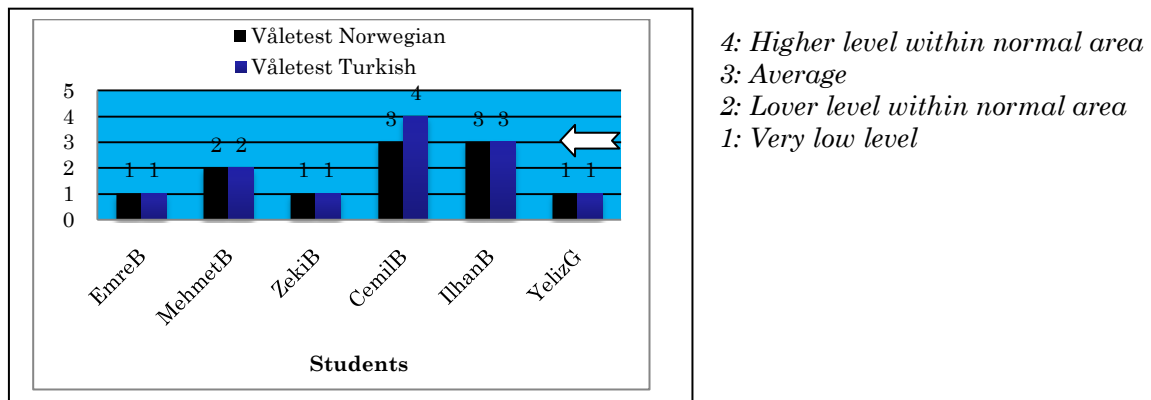 Våletest Norwegian
Våletest Turkish
5
4
3
2
1
0
1 1 2 2 1 1 3 4 3 3 1 1
EmreB MehmetB ZekiB CemilB IlhanB YelizG
Students
4: Higher level within normal area
3: Average
2: Lover level within normal area
1: Very low level